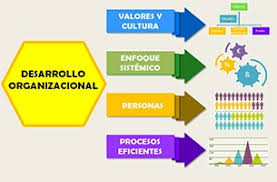 DESARROLLO
ORGANIZACIONAL
VALORES Y
CULTURA
ENFOQUE
SISTÉMICO
PERSONAS
PROCESOS
EFICIENTES
&